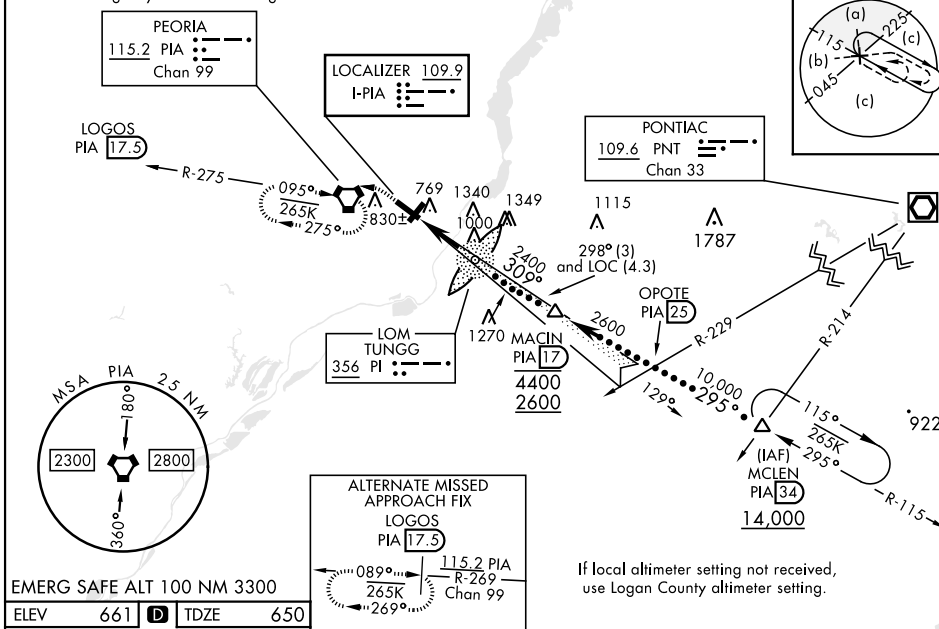 PEORIA
115.2 PIA
Chan 99
LOCALIZER 109.9
I-PIA
PONTIAC
109.6 PNT
Chan 33
(a)
225
(c)
115
(b)
045
(c)
LOGOS
PIA 17.5
R-275
095°
265K
275°
830±
769
1340
1000
1349
1115
1787
298° (3)
and LOC (4.3)
2400
309°
OPOTE
PIA 25
R-229
R-214
LOM
TUNGG
356 PI
1270
MACIN
PIA 17
4400
2600
2600
129°
10,000
295°
115°
265K
295°
922
(IAF)
MCLEN
PIA 34
14,000
R-115
MSA PIA 25 NM
180°
2300
2800
360°
ALTERNATE MISSED
APPROACH FIX
LOGOS
PIA 17.5
089°
265K
269°
115.2 PIA
R-269
Chan 99
If local altimeter setting not received,
use Logan County altimeter setting.
EMERG SAFE ALT 100 NM 3300
ELEV 661 D TDZE 650